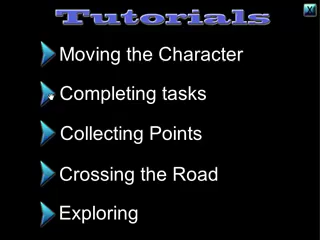 Tutorials
Moving the Character
Completing tasks
Collecting Points
Crossing the Road
Exploring